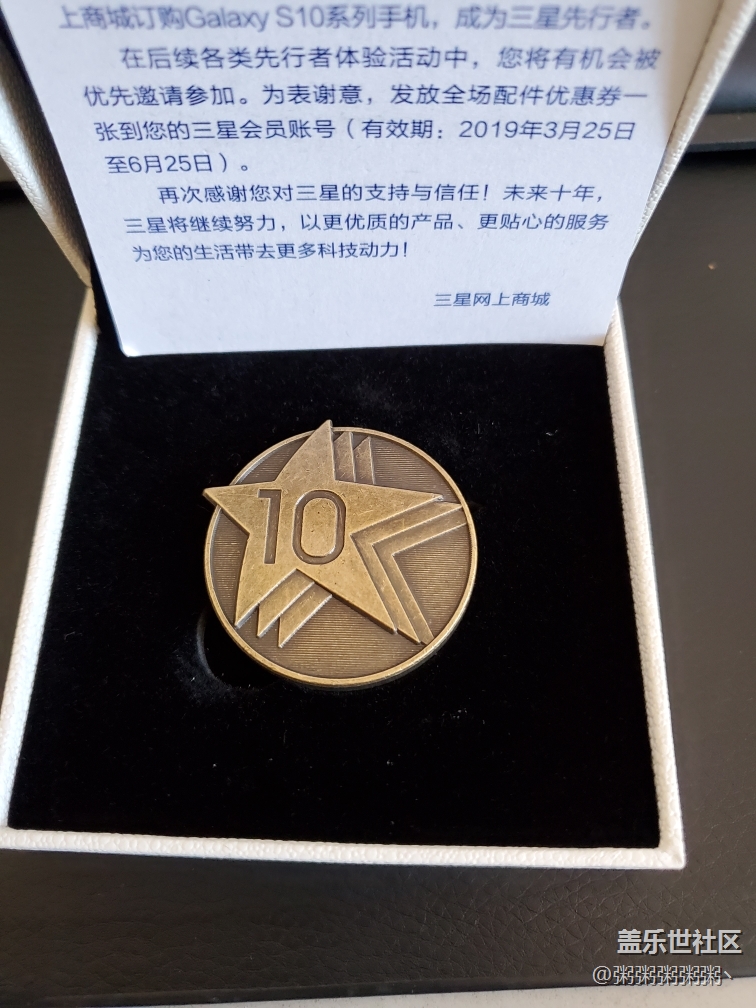 上商城订购Galaxy S10系列手机，成为三星先行者。
在后续各类先行者体验活动中，您将有机会被
优先邀请参加。为表谢意，发放全场配件优惠券一
张到您的三星会员账号（有效期：2019年3月25日
至6月25日）。
再次感谢您对三星的支持与信任！未来十年，
三星将继续努力，以更优质的产品、更贴心的服务
为您的生活带去更多科技动力！
三星网上商城
10
盖乐世社区
@粥粥粥粥粥丶